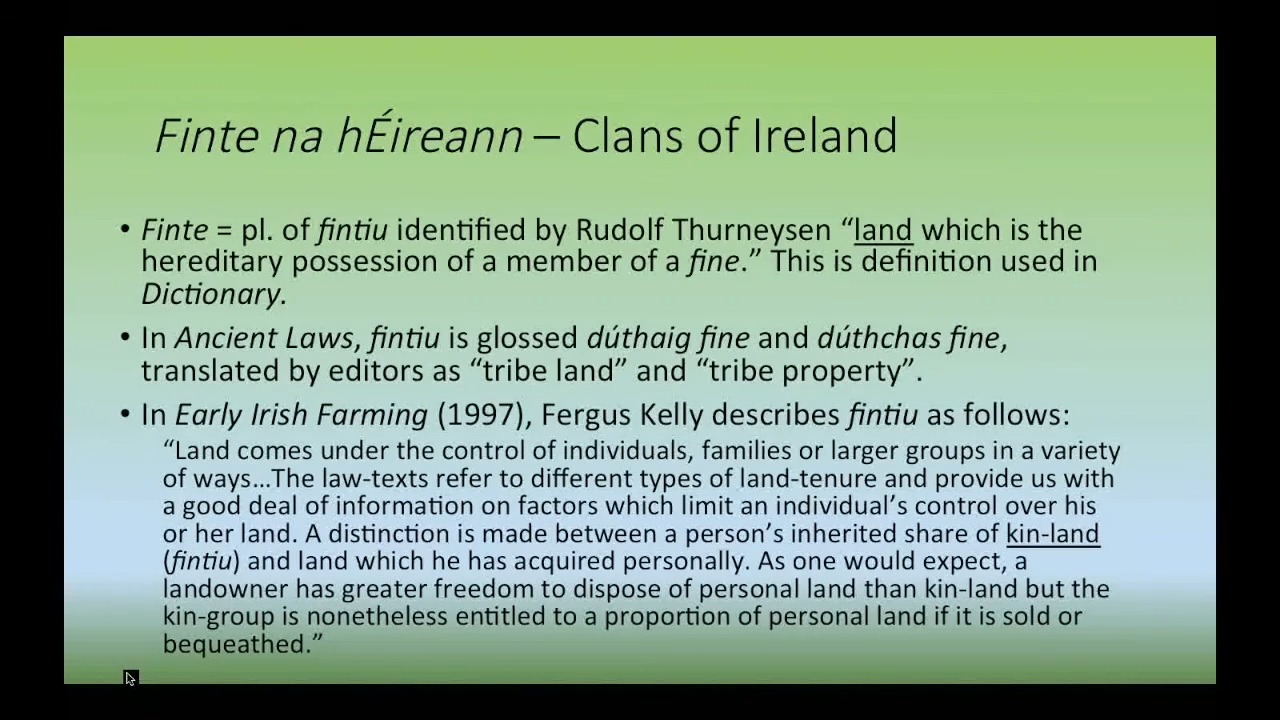 Finte na hÉireann – Clans of Ireland
• Finte = pl. of fintiu identified by Rudolf Thurneysen “land which is the
hereditary possession of a member of a fine.” This is definition used in
Dictionary.
• In Ancient Laws, fintiu is glossed dúthaig fine and dúthchas fine,
translated by editors as “tribe land” and “tribe property”.
• In Early Irish Farming (1997), Fergus Kelly describes fintiu as follows:
“Land comes under the control of individuals, families or larger groups in a variety
of ways…The law-texts refer to different types of land-tenure and provide us with
a good deal of information on factors which limit an individual’s control over his
or her land. A distinction is made between a person’s inherited share of kin-land
(fintiu) and land which he has acquired personally. As one would expect, a
landowner has greater freedom to dispose of personal land than kin-land but the
kin-group is nonetheless entitled to a proportion of personal land if it is sold or
bequeathed.”